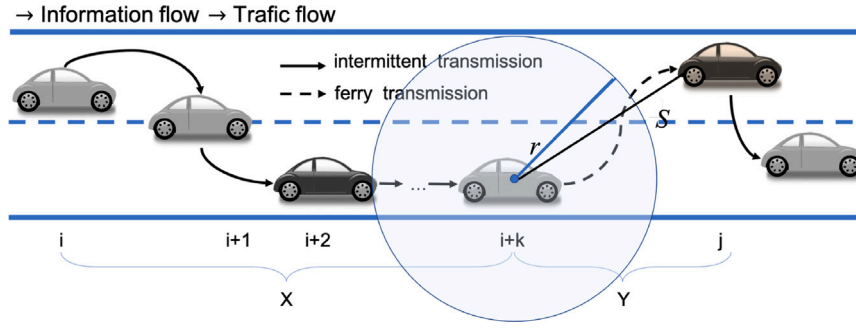 → Information flow → Trafic flow
intermittent transmission
ferry transmission
r
S
...
i
i+1
i+2
i+k
j
X
Y